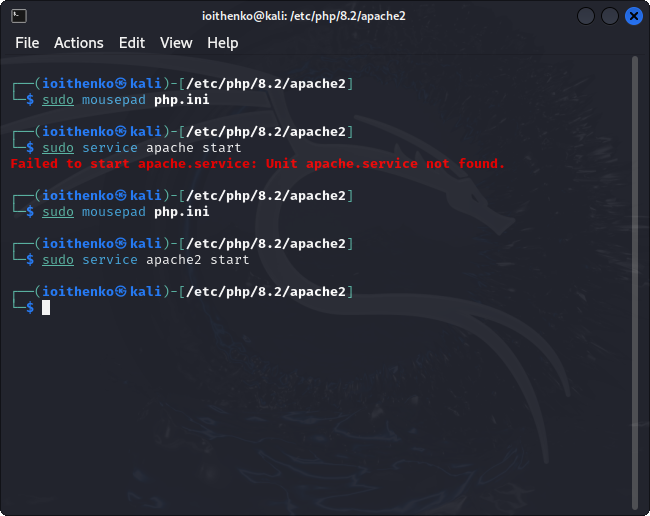 ioithenko@kali: /etc/php/8.2/apache2
File Actions Edit View Help
┌──(ioithenko㉿kali)-[/etc/php/8.2/apache2]
└─$ sudo mousepad php.ini
┌──(ioithenko㉿kali)-[/etc/php/8.2/apache2]
└─$ sudo service apache start
Failed to start apache.service: Unit apache.service not found.
┌──(ioithenko㉿kali)-[/etc/php/8.2/apache2]
└─$ sudo mousepad php.ini
┌──(ioithenko㉿kali)-[/etc/php/8.2/apache2]
└─$ sudo service apache2 start
┌──(ioithenko㉿kali)-[/etc/php/8.2/apache2]
└─$